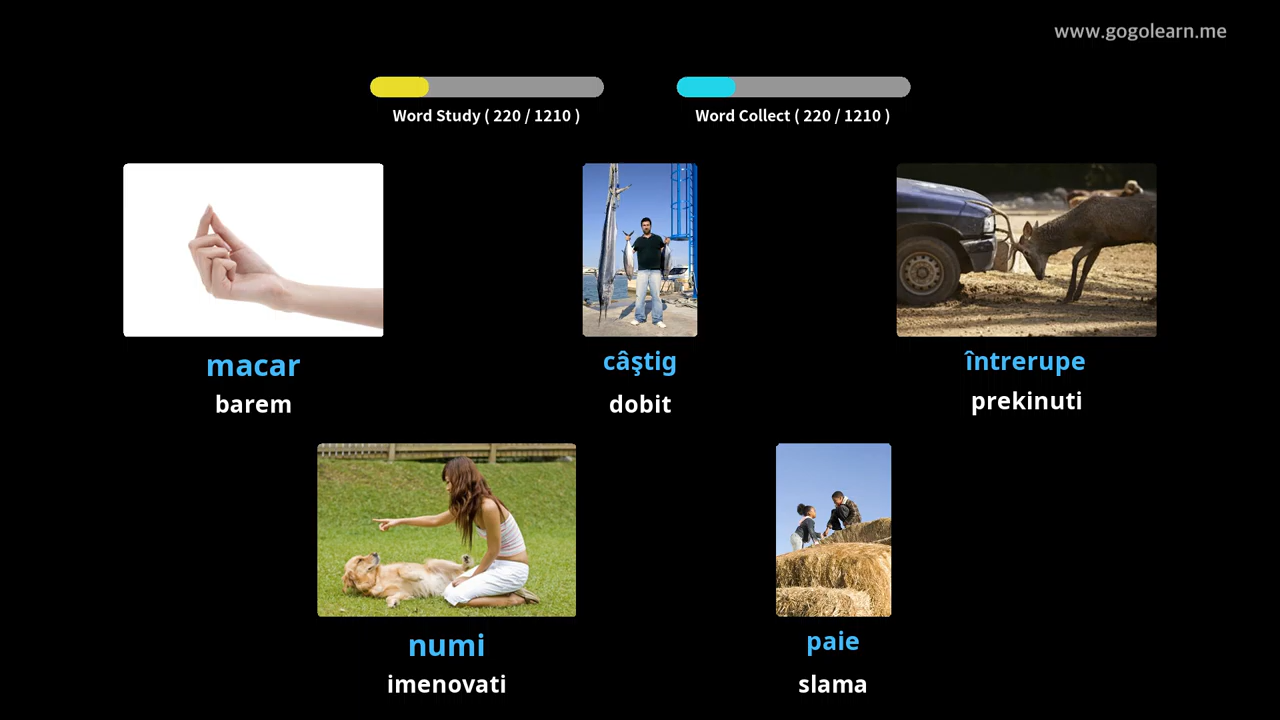 www.gogolearn.me
Word Study ( 220 / 1210 )
Word Collect ( 220 / 1210 )
macar
barem
câştig
dobit
întrerupe
prekinuti
numi
imenovati
paie
slama